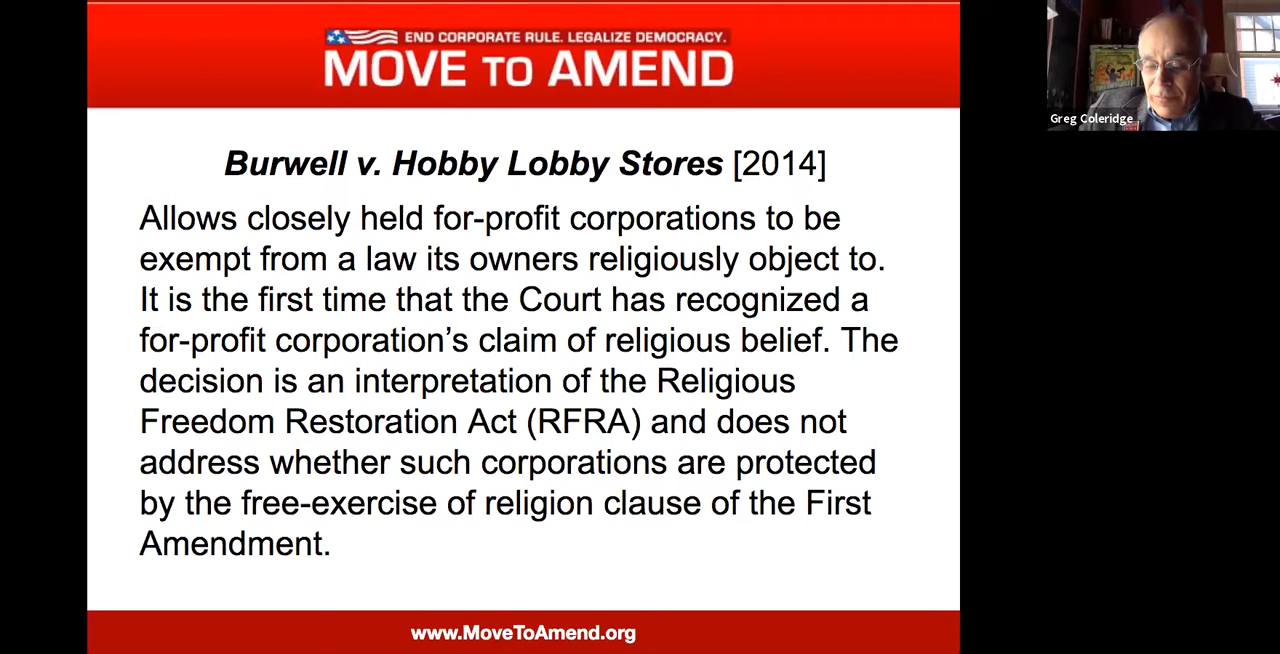 END CORPORATE RULE. LEGALIZE DEMOCRACY.
MOVE TO AMEND
Greg Coleridge
Burwell v. Hobby Lobby Stores [2014]
Allows closely held for-profit corporations to be
exempt from a law its owners religiously object to.
It is the first time that the Court has recognized a
for-profit corporation’s claim of religious belief. The
decision is an interpretation of the Religious
Freedom Restoration Act (RFRA) and does not
address whether such corporations are protected
by the free-exercise of religion clause of the First
Amendment.
www.MoveToAmend.org